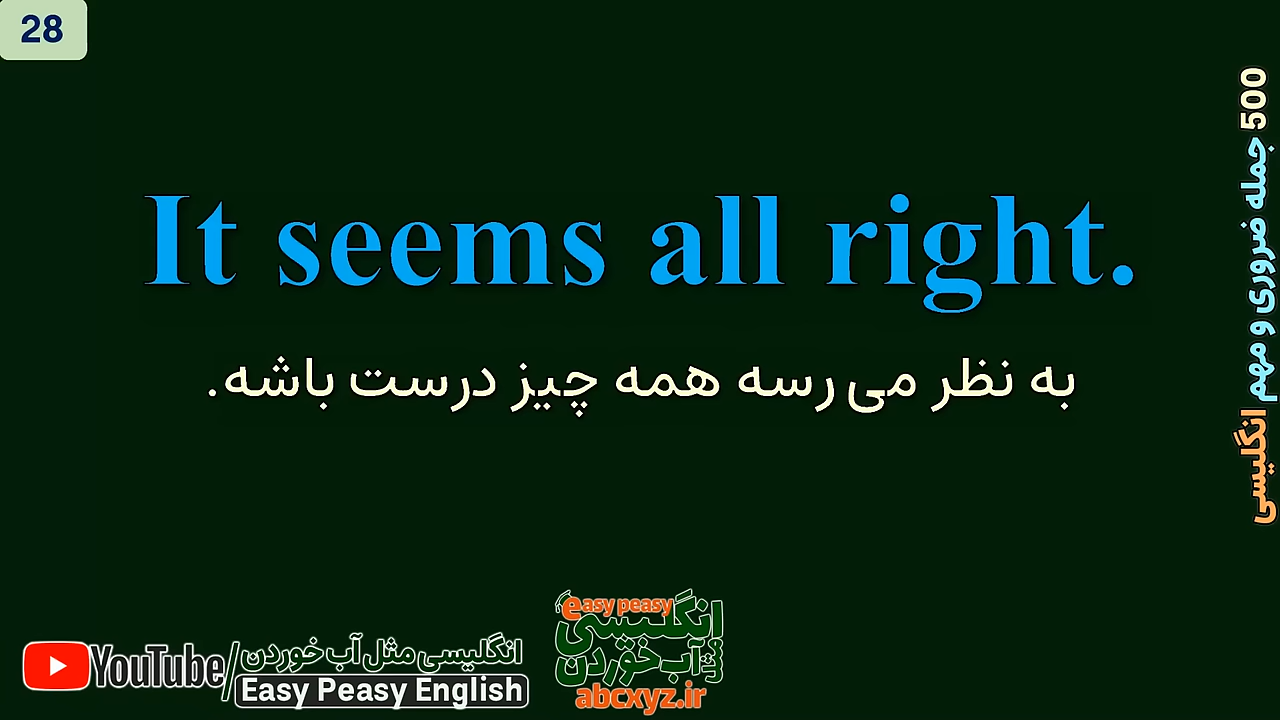 28
500 جمله ضروری و مهم انگلیسی
It seems all right.
به نظر می رسه همه چیز درست باشه.
YouTube/انگلیسی مثل آب خوردن
Easy Peasy English
easy peasy
انگلیسی
مثل آب خوردن
abcxyz.ir